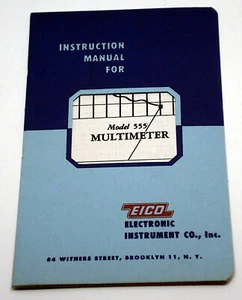 INSTRUCTION
MANUAL
FOR
Model 555
MULTIMETER
EICO
ELECTRONIC
INSTRUMENT CO., Inc.
84 WITHERS STREET, BROOKLYN 11, N. Y.